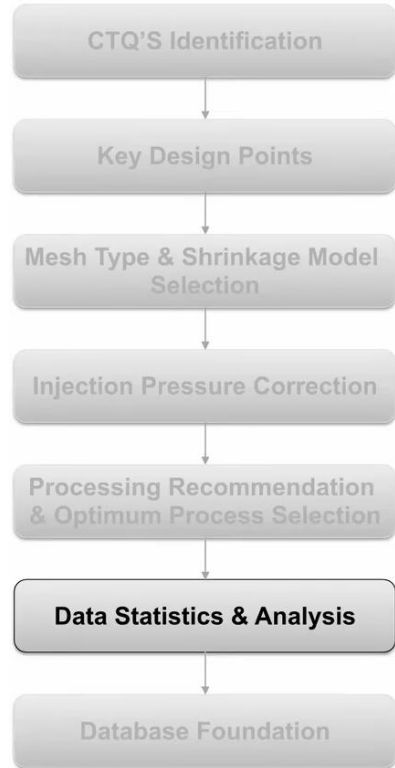 CTQ'S Identification
Key Design Points
Mesh Type & Shrinkage Model
Selection
Injection Pressure Correction
Processing Recommendation
& Optimum Process Selection
Data Statistics & Analysis
Database Foundation